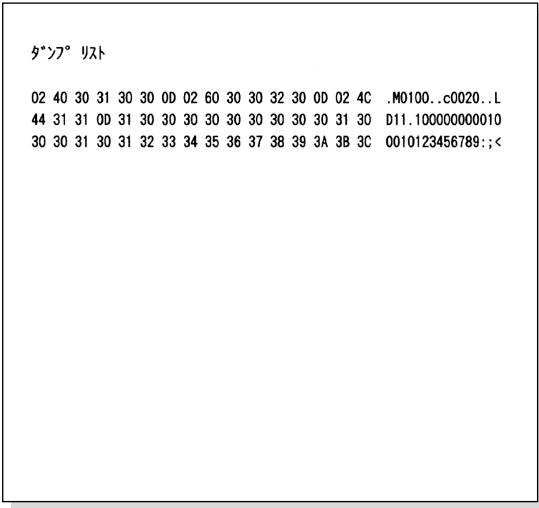 ﾀﾞﾝﾌﾟ ﾘｽﾄ
02 40 30 31 30 30 0D 02 60 30 30 32 30 0D 02 4C .M0100..c0020..L
44 31 31 0D 31 30 30 30 30 30 30 30 30 30 31 30 D11.100000000010
30 30 31 30 31 32 33 34 35 36 37 38 39 3A 3B 3C 0010123456789:;<